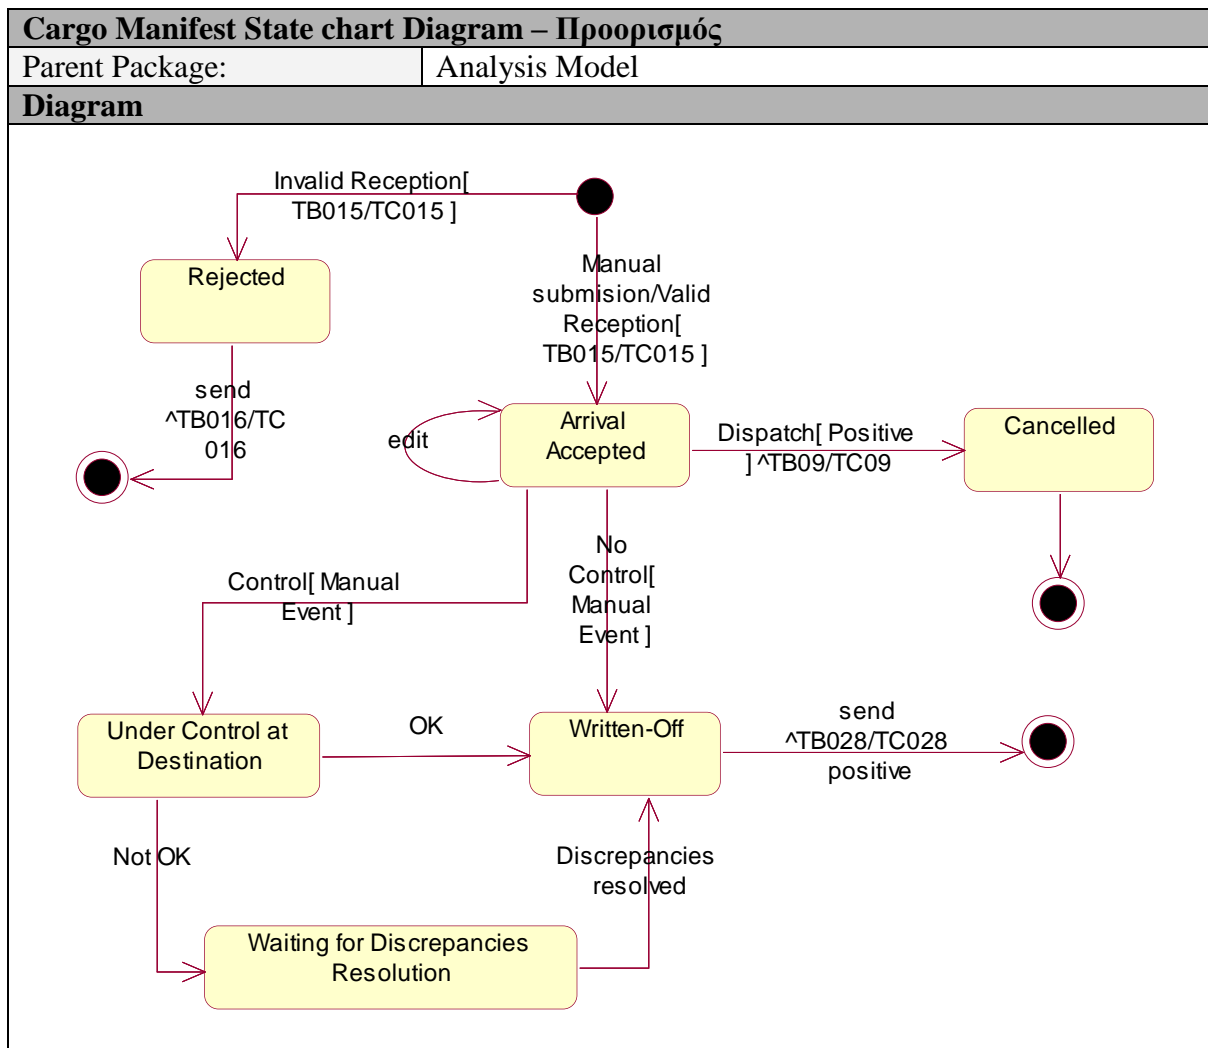 Cargo Manifest State chart Diagram – Προορισμός
Parent Package:
Analysis Model
Diagram
Invalid Reception[
TB015/TC015 ]
Manual
submision/Valid
Reception[
TB015/TC015 ]
Rejected
send
^TB016/TC
016
edit
Arrival
Accepted
Dispatch[ Positive
] ^TB09/TC09
Cancelled
Control[ Manual
Event ]
No
Control[
Manual
Event ]
Under Control at
Destination
OK
Written-Off
send
^TB028/TC028
positive
Not OK
Discrepancies
resolved
Waiting for Discrepancies
Resolution